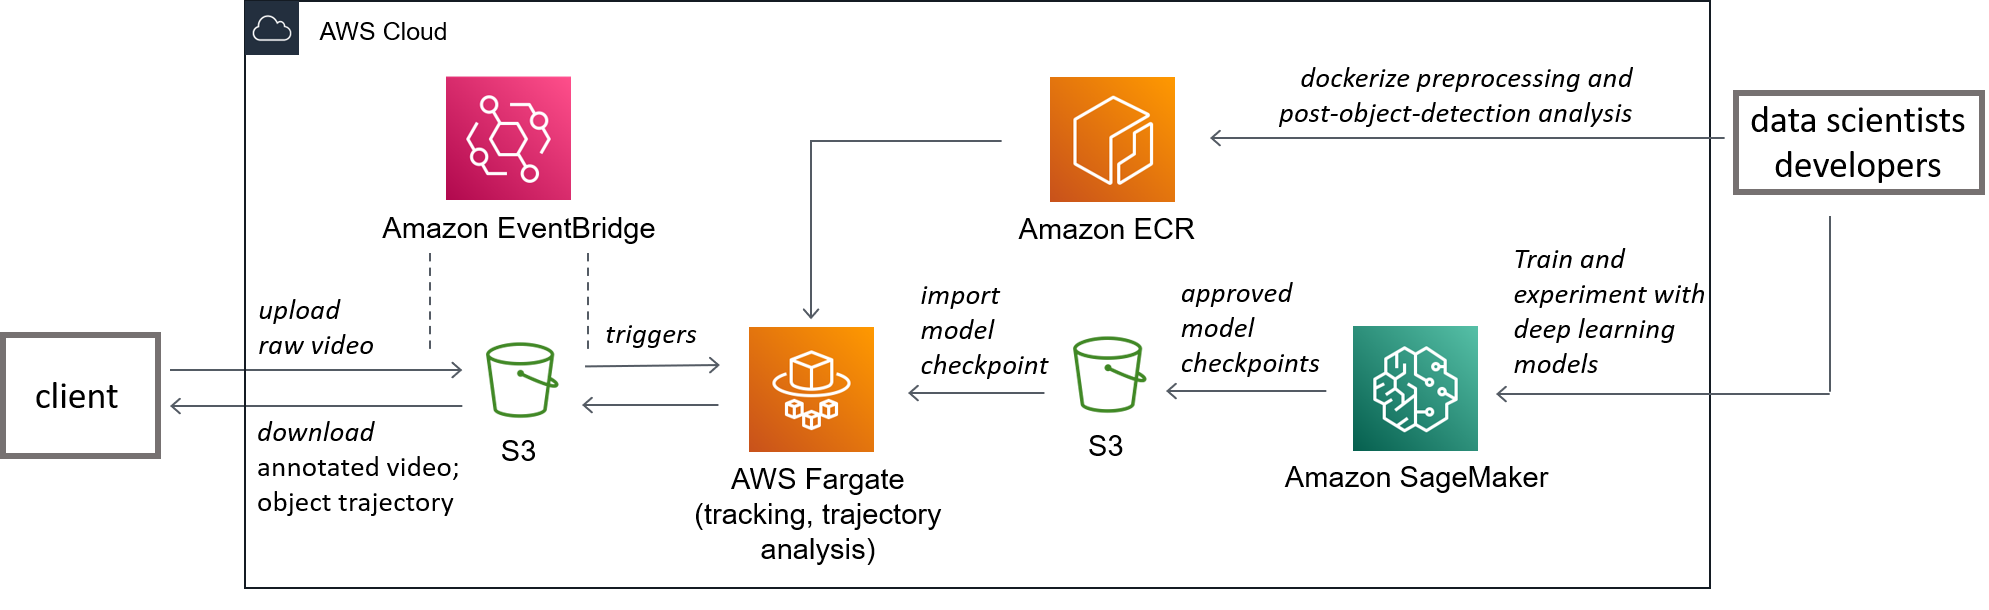 AWS Cloud
dockerize preprocessing and
post-object-detection analysis
data scientists
developers
Amazon EventBridge
Amazon ECR
upload
raw video
triggers
import
model
checkpoint
approved
model
checkpoints
Train and
experiment with
deep learning
models
client
download
annotated video;
object trajectory
S3
AWS Fargate
(tracking, trajectory
analysis)
S3
Amazon SageMaker